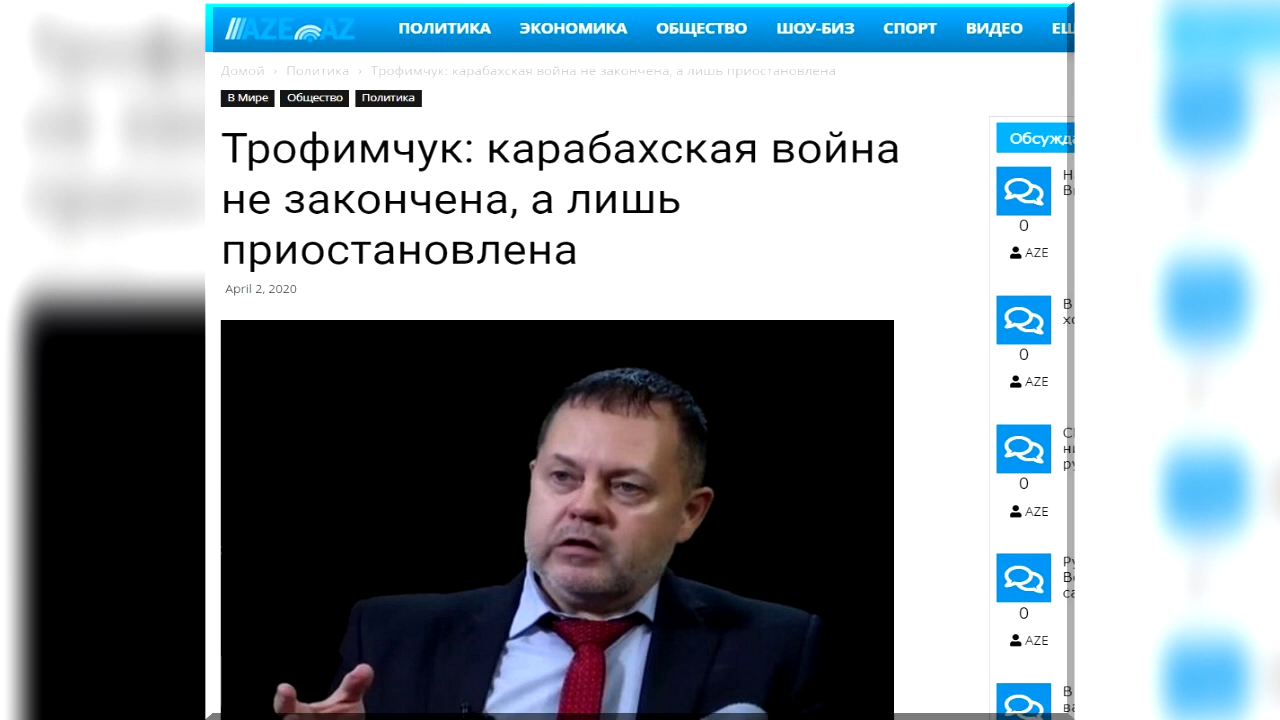 AZE.AZ
ПОЛИТИКА ЭКОНОМИКА ОБЩЕСТВО ШОУ-БИЗ СПОРТ ВИДЕО
Домой › Политика › Трофимчук: карабахская война не закончена, а лишь приостановлена
В Мире Общество Политика
Трофимчук: карабахская война
не закончена, а лишь
приостановлена
April 2, 2020
0
AZE
0
AZE
0
AZE
0
AZE